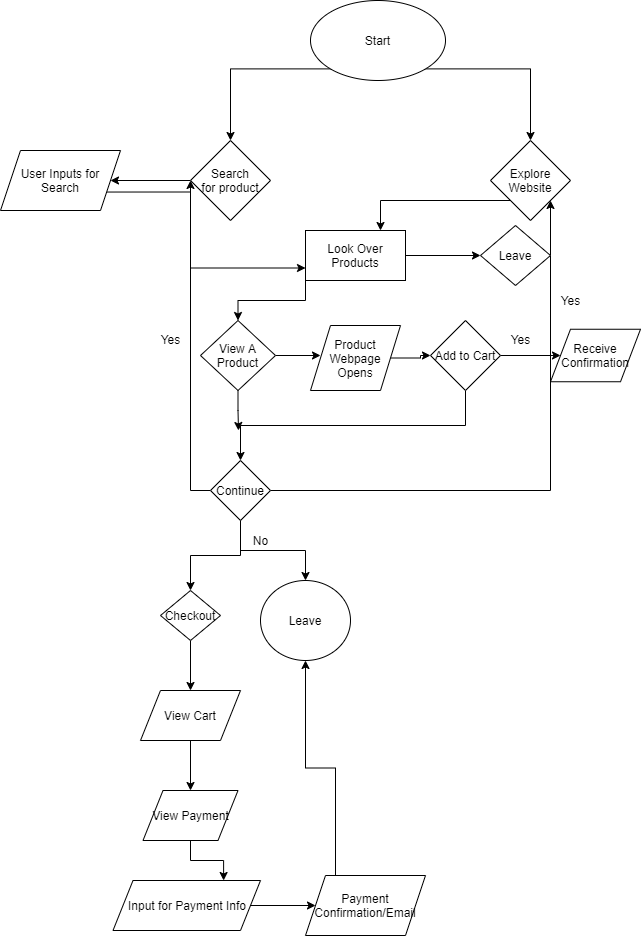 Start
Search
for product
Explore
Website
User Inputs for
Search
Look Over
Products
Leave
Yes
Yes
View A
Product
Product
Webpage
Opens
Add to Cart
Yes
Receive
Confirmation
Continue
No
Checkout
Leave
View Cart
View Payment
Input for Payment Info
Payment
Confirmation/Email